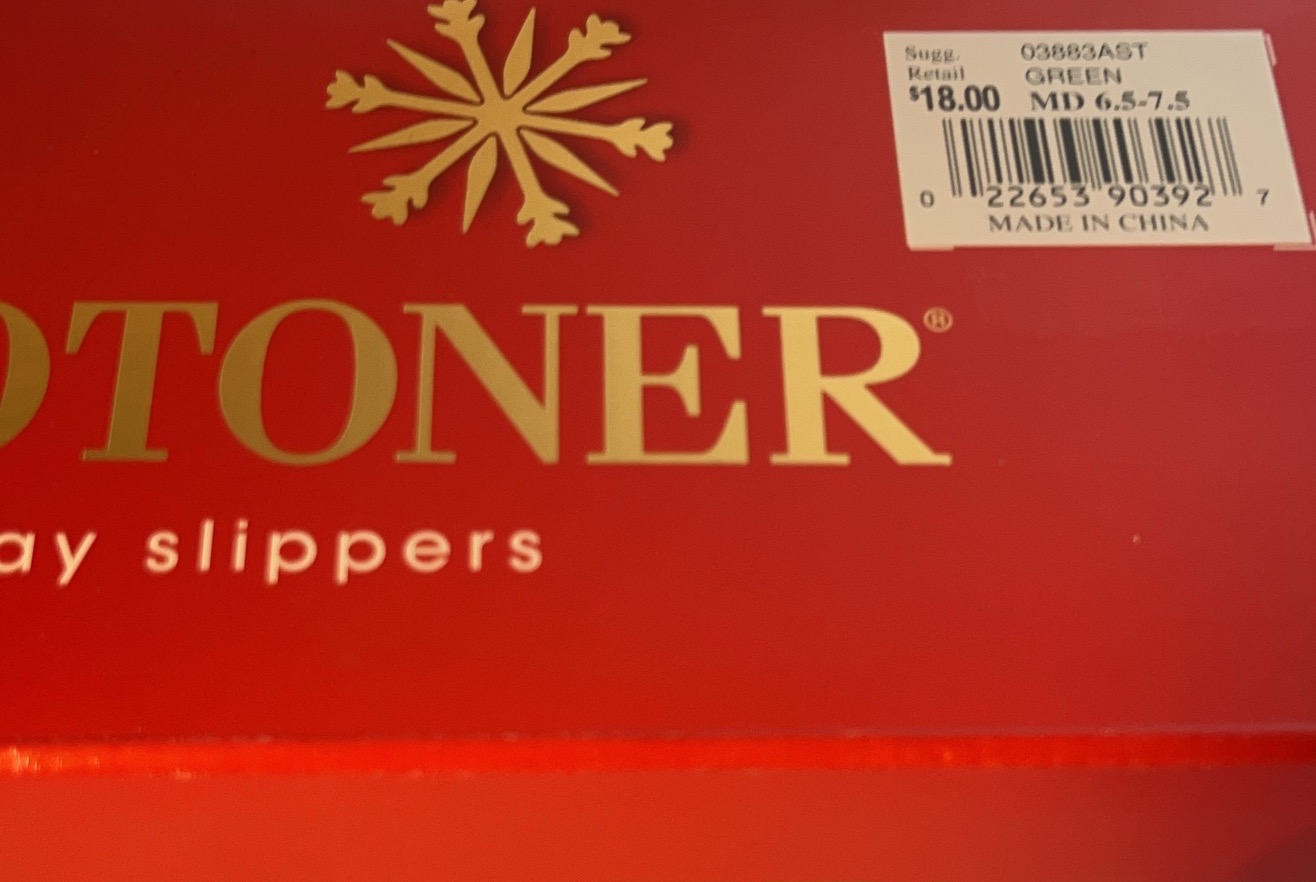 Sugg. 03883AST
Retail GREEN
$18.00 MD 6.5-7.5
0 22653 90392 7
MADE IN CHINA
OTONER®
ay slippers